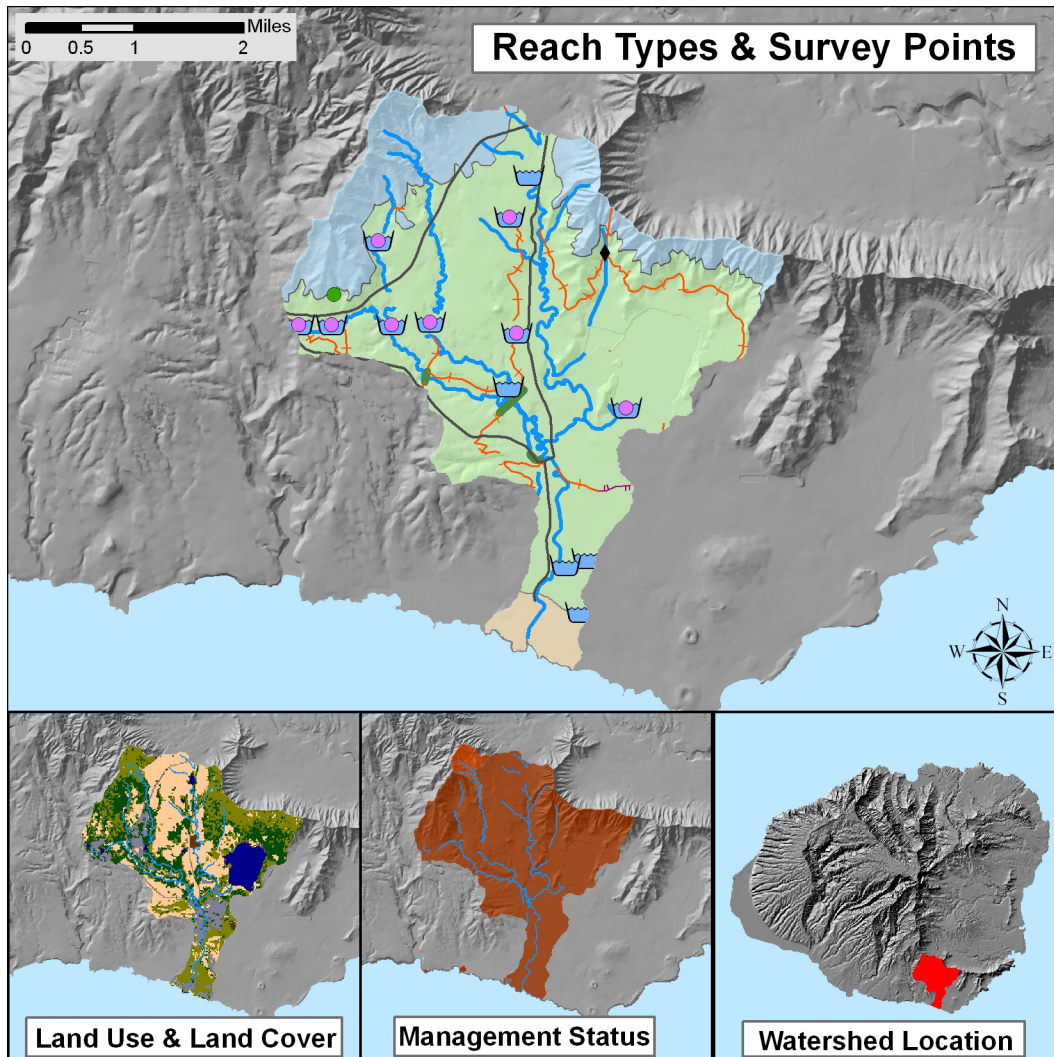 Miles
0 0.5 1 2
Reach Types & Survey Points
N
W E
S
Land Use & Land Cover
Management Status
Watershed Location